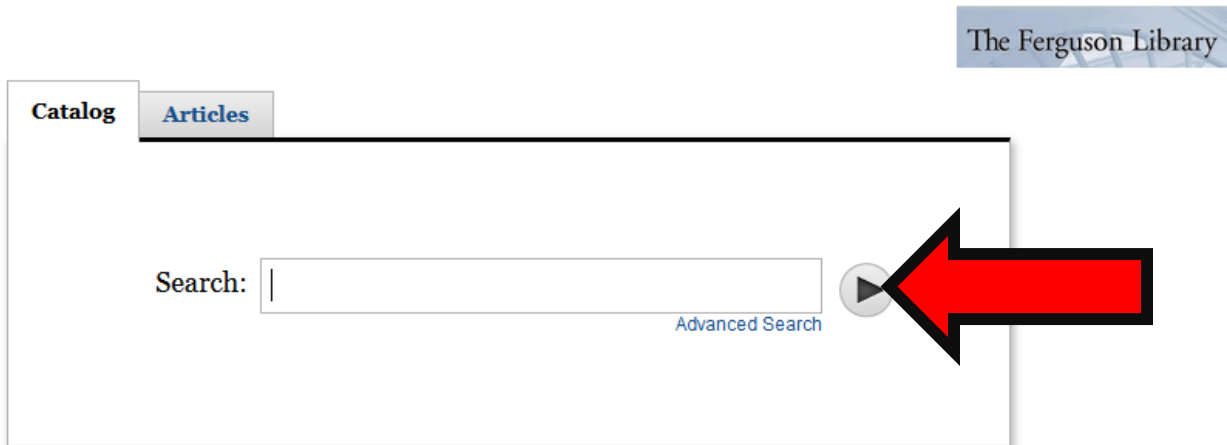 The Ferguson Library
Catalog
Articles
Search:
Advanced Search